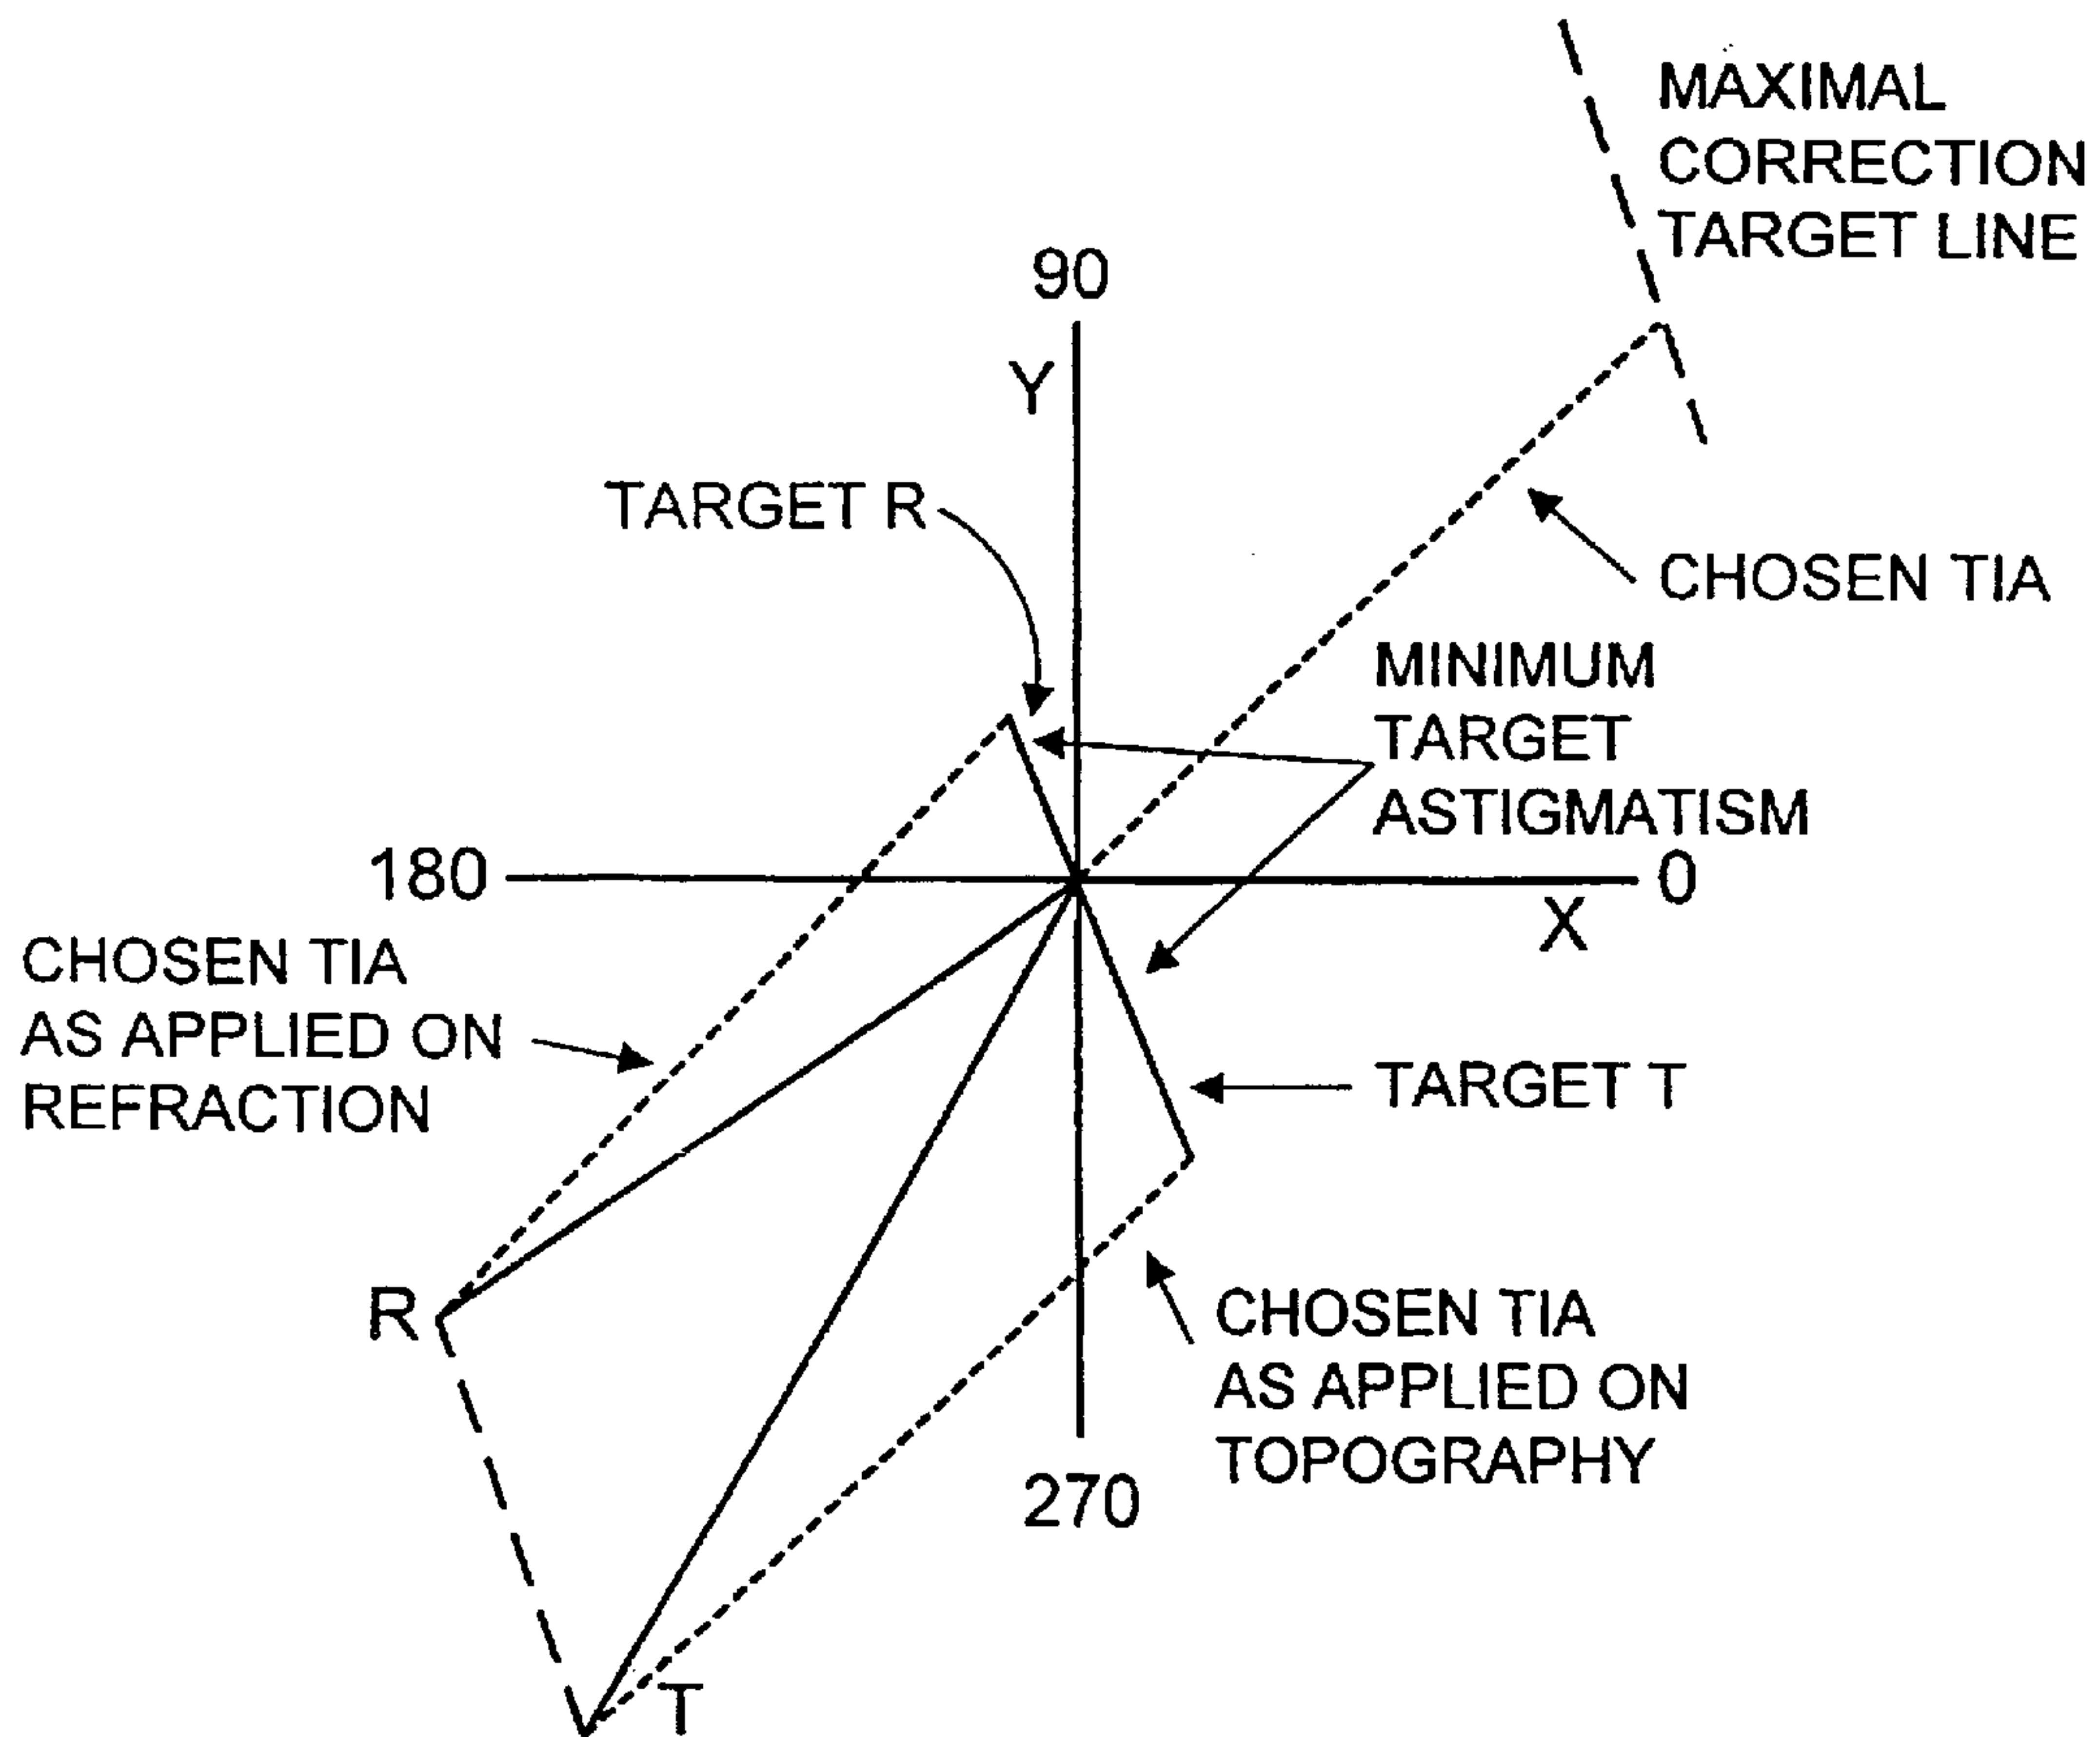 MAXIMAL
CORRECTION
TARGET LINE
90
Y
TARGET R
CHOSEN TIA
MINIMUM
TARGET
ASTIGMATISM
180
0
X
CHOSEN TIA
AS APPLIED ON
REFRACTION
TARGET T
R
CHOSEN TIA
AS APPLIED ON
TOPOGRAPHY
270
T